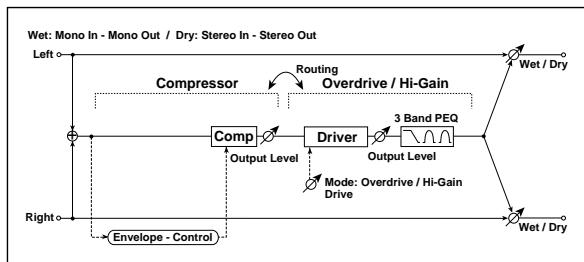 Wet: Mono In - Mono Out / Dry: Stereo In - Stereo Out
Left
Wet / Dry
Routing
Compressor
Overdrive / Hi-Gain
3 Band PEQ
Comp
Driver
Output Level
Output Level
Mode: Overdrive / Hi-Gain
Drive
Right
Wet / Dry
Envelope - Control